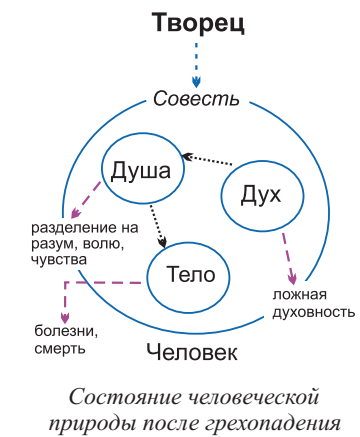 Творец
Совесть
Душа
Дух
разделение на
разум, волю,
чувства
Тело
ложная
духовность
болезни,
смерть
Человек
Состояние человеческой
природы после грехопадения